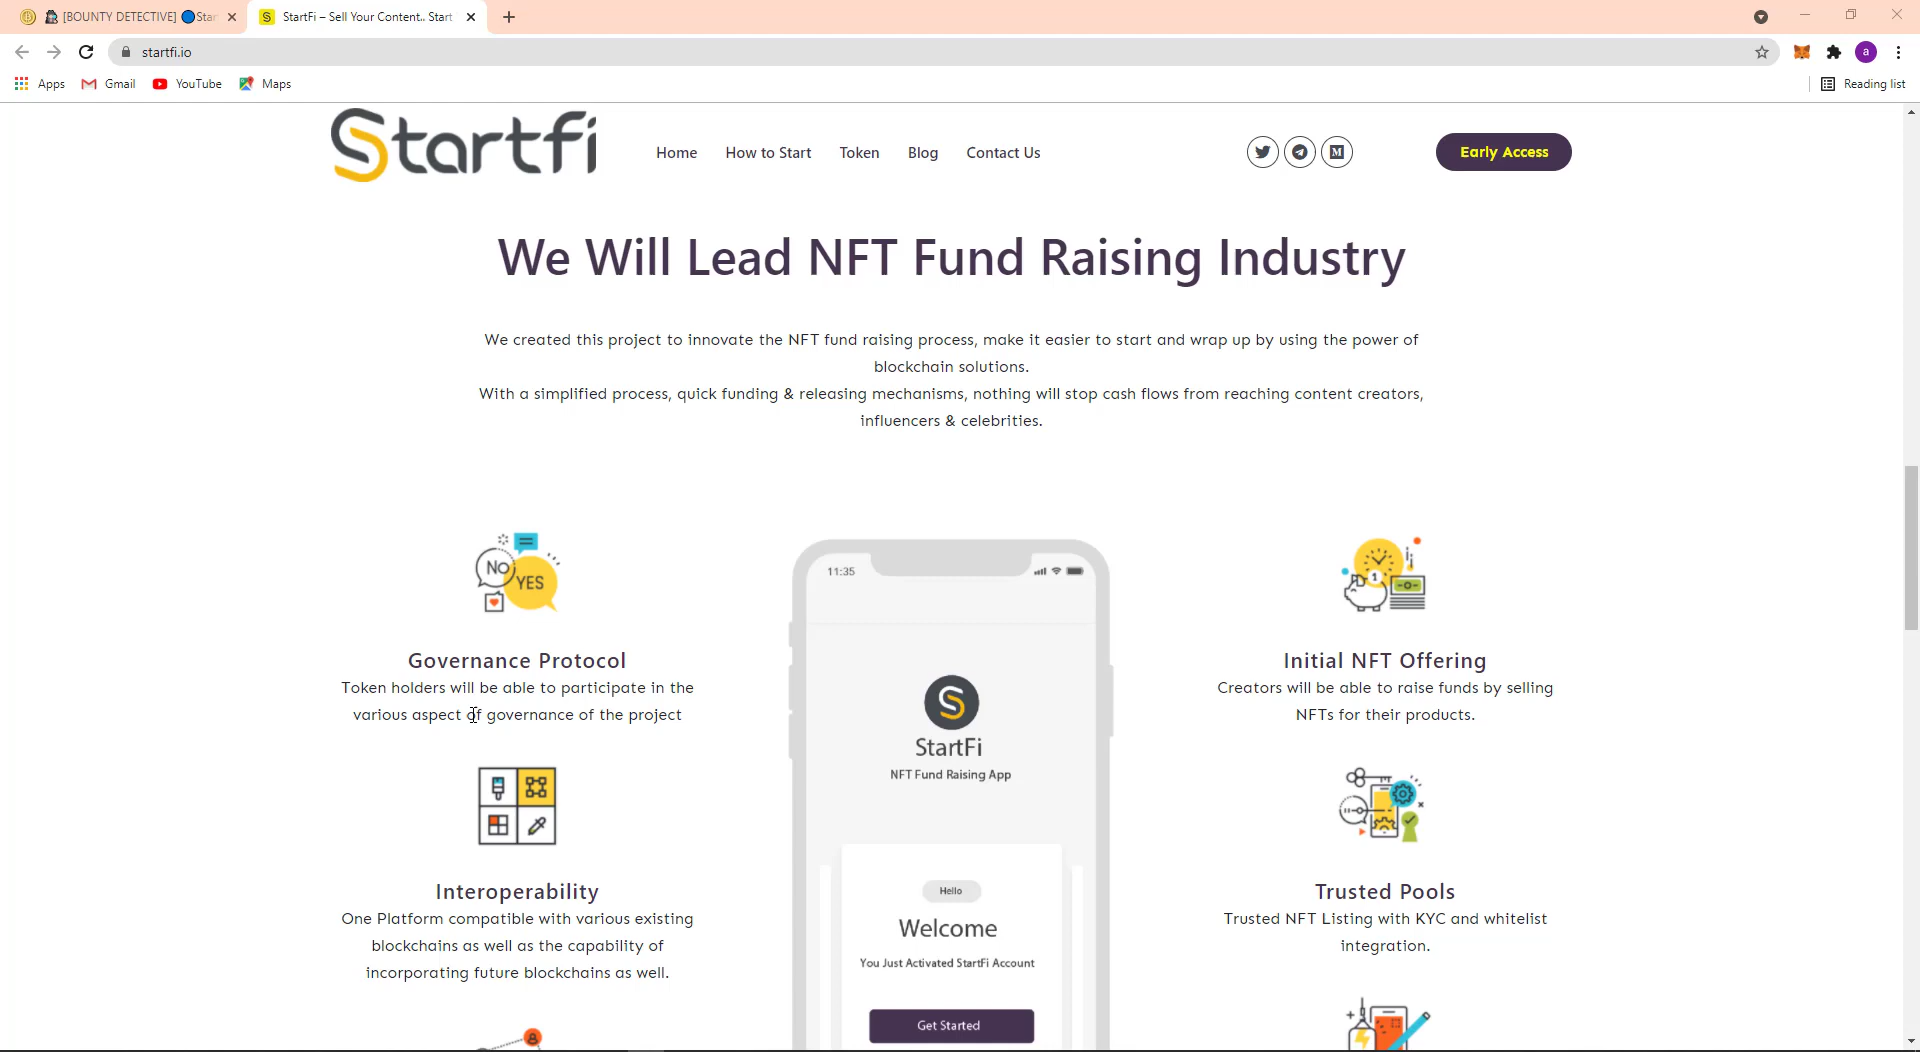 [BOUNTY DETECTIVE] Star
StartFi – Sell Your Content.. Start
startfi.io
a
Apps
Gmail
YouTube
Maps
Reading list
Startfi
Home
How to Start
Token
Blog
Contact Us
Early Access
We Will Lead NFT Fund Raising Industry
We created this project to innovate the NFT fund raising process, make it easier to start and wrap up by using the power of
blockchain solutions.
With a simplified process, quick funding & releasing mechanisms, nothing will stop cash flows from reaching content creators,
influencers & celebrities.
NO
YES
Governance Protocol
Token holders will be able to participate in the
various aspect of governance of the project
Interoperability
One Platform compatible with various existing
blockchains as well as the capability of
incorporating future blockchains as well.
11:35
StartFi
NFT Fund Raising App
Hello
Welcome
You Just Activated StartFi Account
Get Started
1
Initial NFT Offering
Creators will be able to raise funds by selling
NFTs for their products.
Trusted Pools
Trusted NFT Listing with KYC and whitelist
integration.